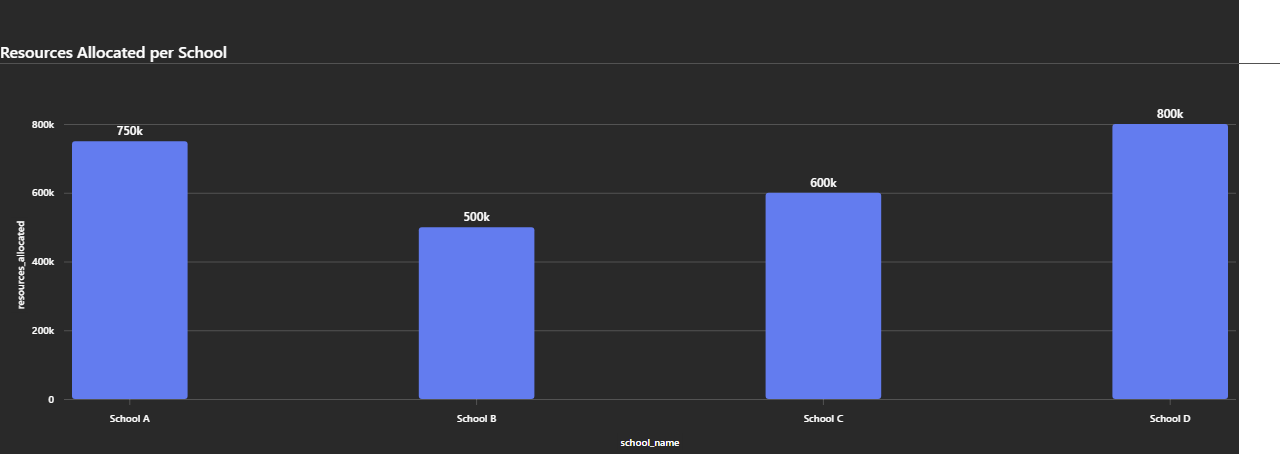 Resources Allocated per School
800k
600k
400k
200k
0
resources_allocated
750k
500k
600k
800k
School A
School B
School C
School D
school_name